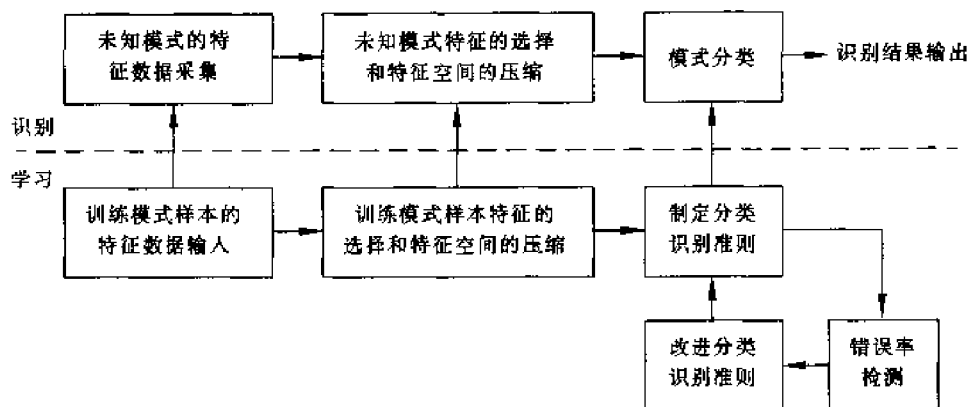 未知模式的特
征数据采集
未知模式特征的选择
和特征空间的压缩
模式分类
识别结果输出
识别
学习
训练模式样本的
特征数据输入
训练模式样本特征的
选择和特征空间的压缩
制定分类
识别准则
改进分类
识别准则
错误率
检测